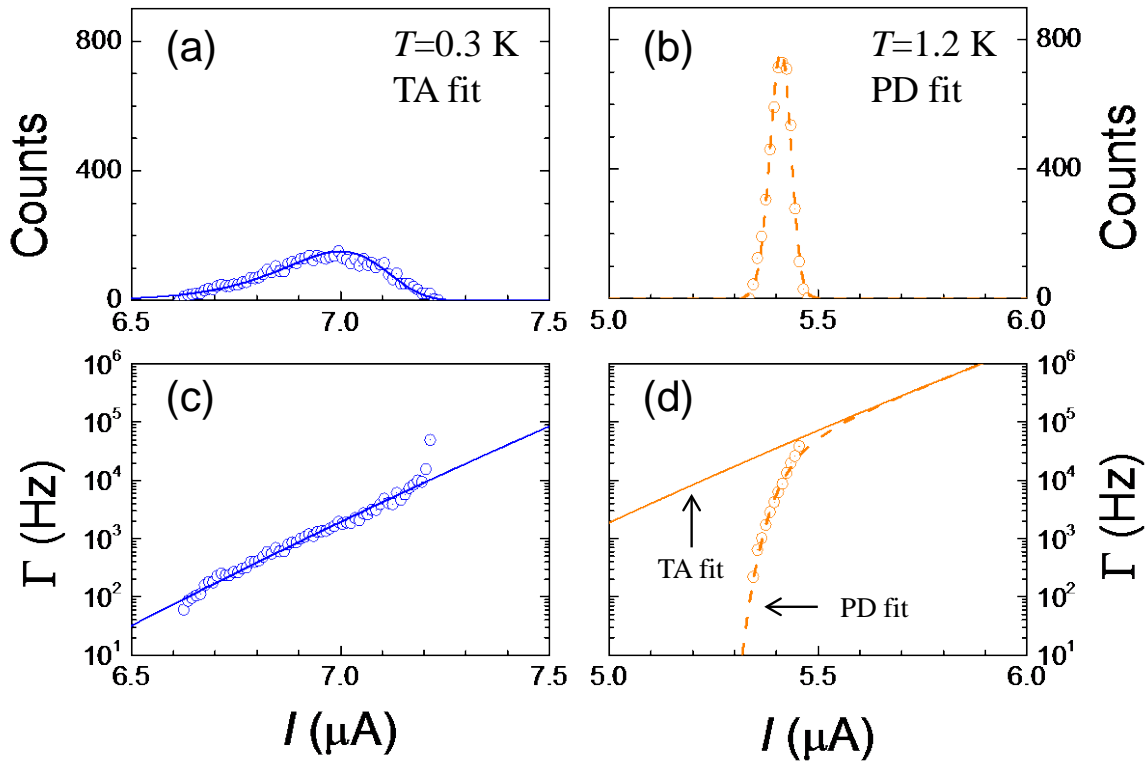 (a)
T=0.3 K
TA fit
800
400
0
Counts
6.5
7.0
7.5
(b)
T=1.2 K
PD fit
800
400
0
Counts
5.0
5.5
6.0
(c)
10^6
10^5
10^4
10^3
10^2
10^1
Γ (Hz)
6.5
7.0
7.5
I (μA)
(d)
TA fit
PD fit
10^6
10^5
10^4
10^3
10^2
10^1
Γ (Hz)
5.0
5.5
6.0
I (μA)